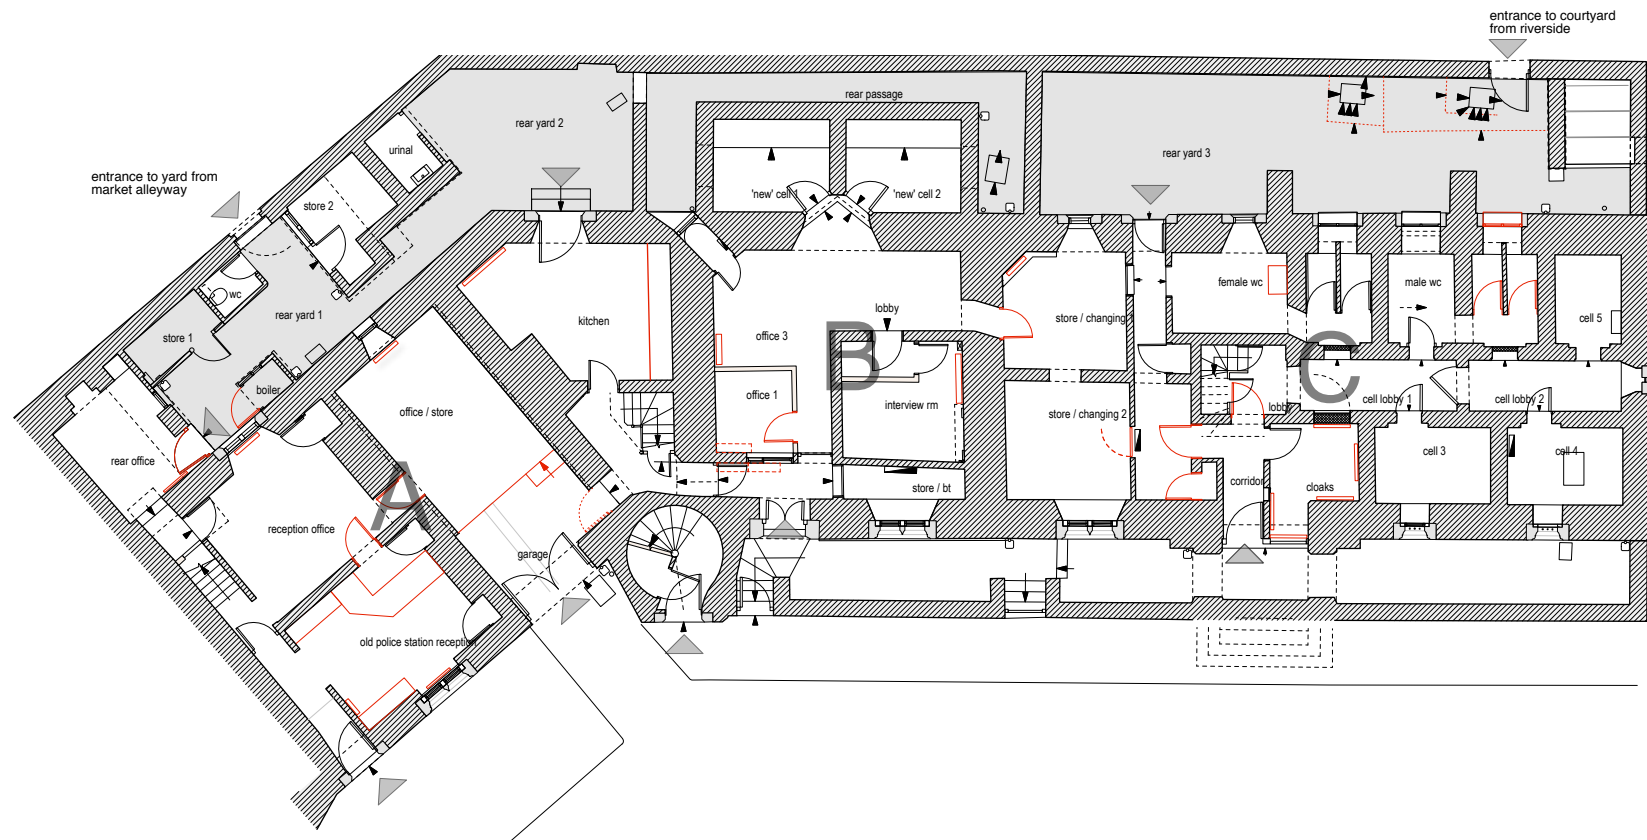 entrance to courtyard
from riverside
rear passage
rear yard 2
urinal
rear yard 3
entrance to yard from
market alleyway
store 2
'new' cell 1
'new' cell 2
wc
female wc
male wc
rear yard 1
lobby
kitchen
store / changing
cell 5
store 1
office 3
B
C
boiler
office 1
interview rm
cell lobby 1
cell lobby 2
office / store
store / changing 2
lobby
rear office
cell 3
cell 4
A
corridor
cloaks
store / bt
reception office
garage
old police station reception